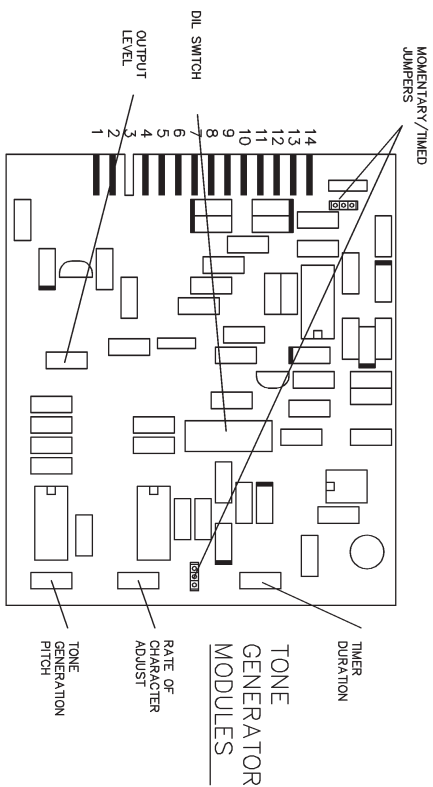 MOMENTARY/TIMED
JUMPERS
DIL SWITCH
OUTPUT
LEVEL
1
2
3
4
5
6
7
8
9
10
11
12
13
14
TIMER
DURATION
TONE
GENERATOR
MODULES
RATE OF
CHARACTER
ADJUST
TONE
GENERATION
PITCH